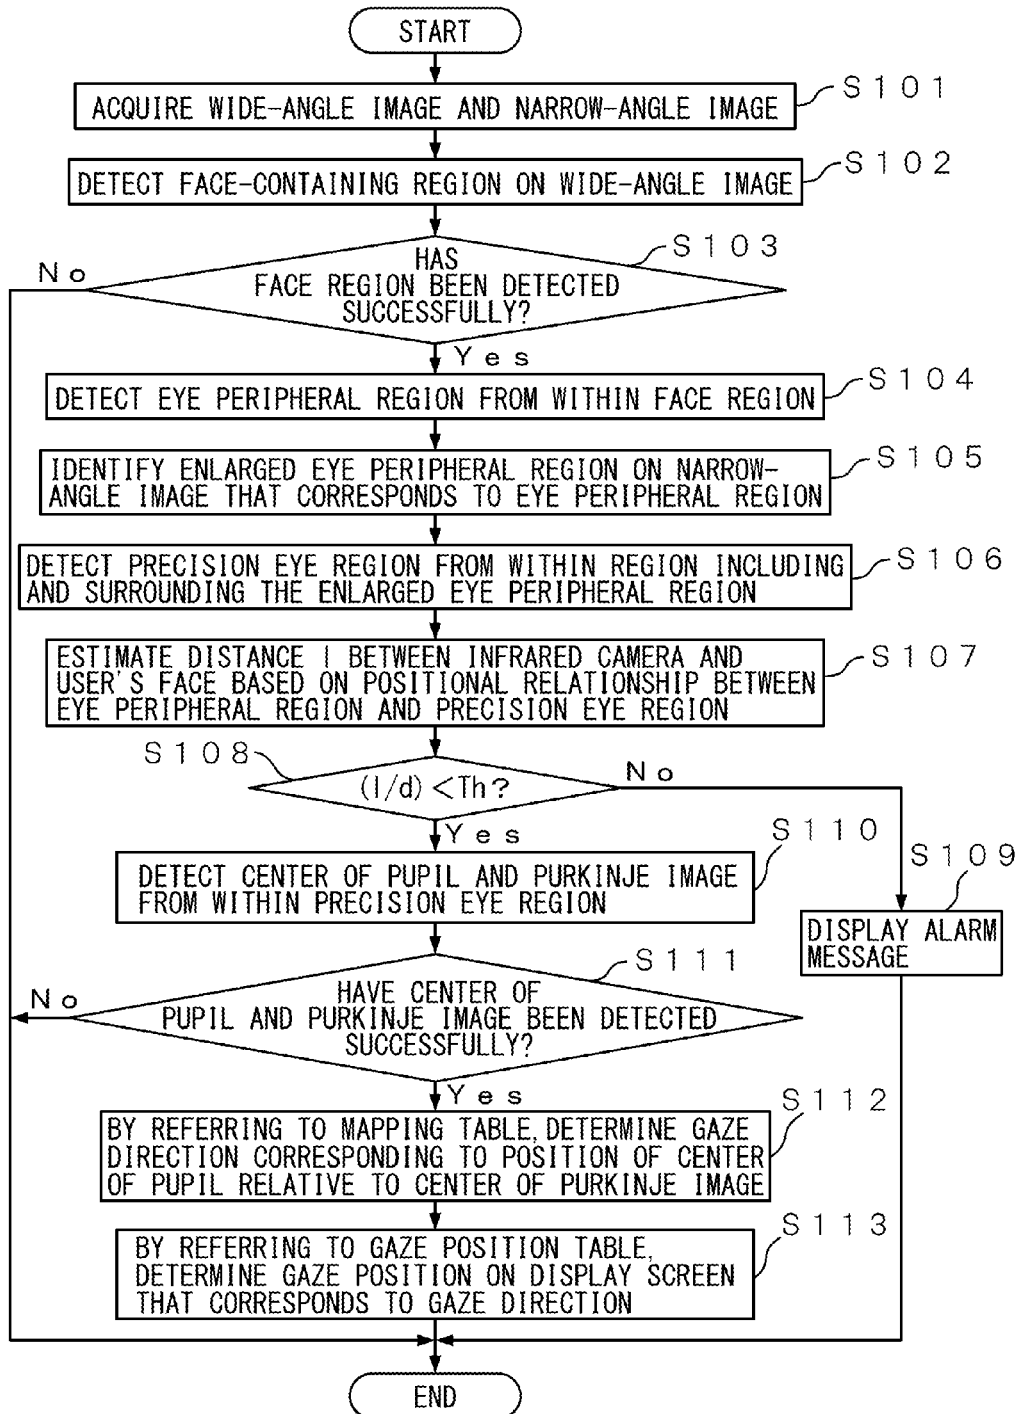 START
ACQUIRE WIDE-ANGLE IMAGE AND NARROW-ANGLE IMAGE
S101
DETECT FACE-CONTAINING REGION ON WIDE-ANGLE IMAGE
S102
HAS
FACE REGION BEEN DETECTED
SUCCESSFULLY?
S103
No
Yes
DETECT EYE PERIPHERAL REGION FROM WITHIN FACE REGION
S104
IDENTIFY ENLARGED EYE PERIPHERAL REGION ON NARROW-
ANGLE IMAGE THAT CORRESPONDS TO EYE PERIPHERAL REGION
S105
DETECT PRECISION EYE REGION FROM WITHIN REGION INCLUDING
AND SURROUNDING THE ENLARGED EYE PERIPHERAL REGION
S106
ESTIMATE DISTANCE l BETWEEN INFRARED CAMERA AND
USER'S FACE BASED ON POSITIONAL RELATIONSHIP BETWEEN
EYE PERIPHERAL REGION AND PRECISION EYE REGION
S107
S108
(l/d) <Th?
No
Yes
DETECT CENTER OF PUPIL AND PURKINJE IMAGE
FROM WITHIN PRECISION EYE REGION
S110
S109
DISPLAY ALARM
MESSAGE
HAVE CENTER OF
PUPIL AND PURKINJE IMAGE BEEN DETECTED
SUCCESSFULLY?
S111
No
Yes
BY REFERRING TO MAPPING TABLE, DETERMINE GAZE
DIRECTION CORRESPONDING TO POSITION OF CENTER
OF PUPIL RELATIVE TO CENTER OF PURKINJE IMAGE
S112
BY REFERRING TO GAZE POSITION TABLE,
DETERMINE GAZE POSITION ON DISPLAY SCREEN
THAT CORRESPONDS TO GAZE DIRECTION
S113
END